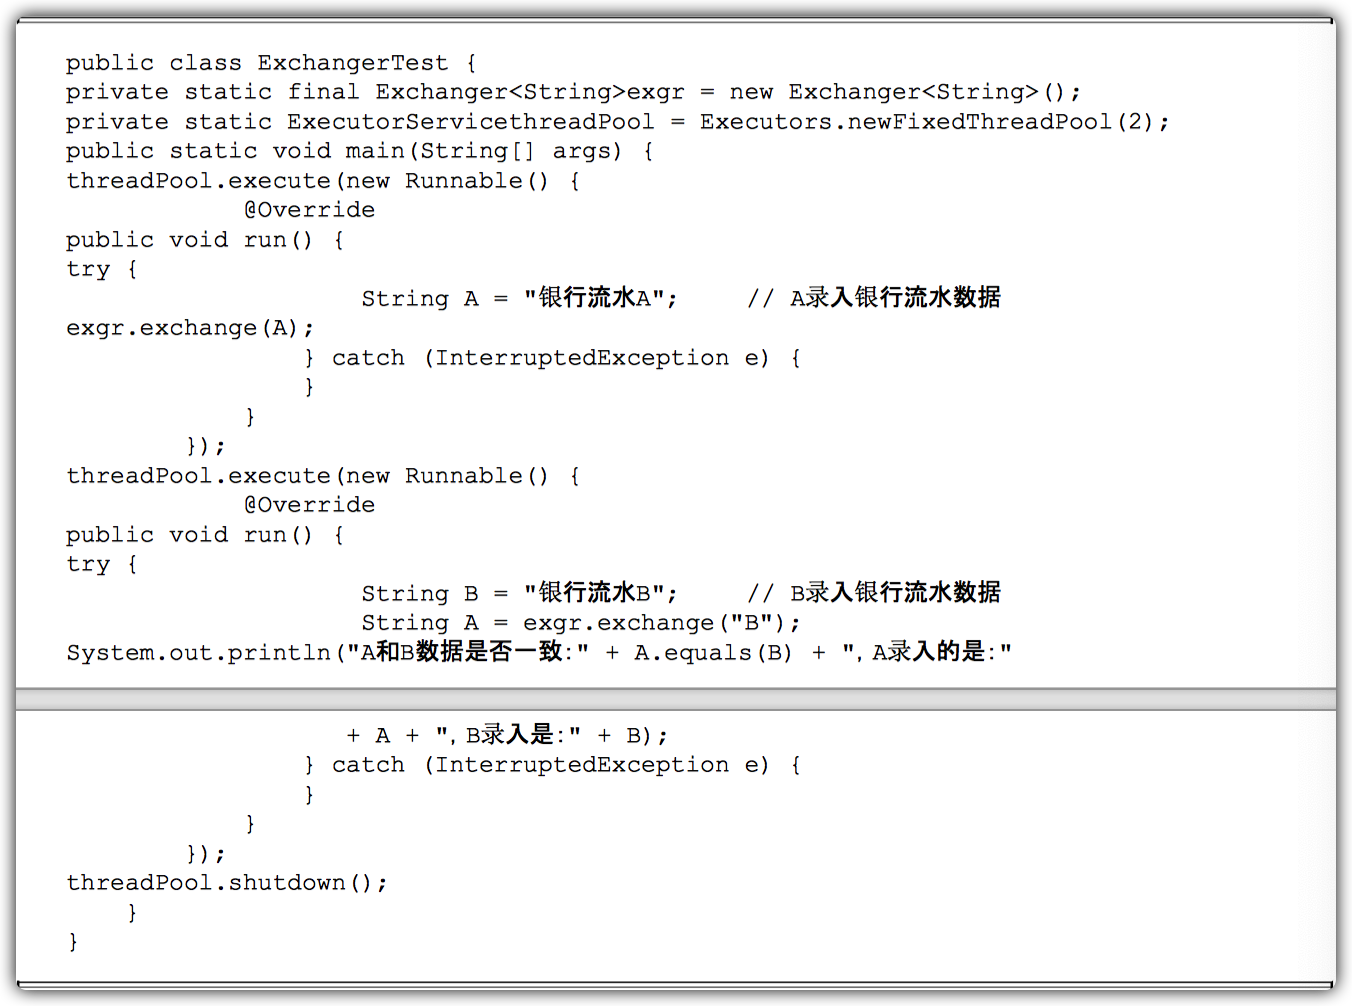 public class ExchangerTest {
private static final Exchanger<String>exgr = new Exchanger<String>();
private static ExecutorServicethreadPool = Executors.newFixedThreadPool(2);
public static void main(String[] args) {
threadPool.execute(new Runnable() {
@Override
public void run() {
try {
String A = "银行流水A"; // A录入银行流水数据
exgr.exchange(A);
} catch (InterruptedException e) {
}
}
});
threadPool.execute(new Runnable() {
@Override
public void run() {
try {
String B = "银行流水B"; // B录入银行流水数据
String A = exgr.exchange("B");
System.out.println("A和B数据是否一致:" + A.equals(B) + ", A录入的是:"
+ A + ", B录入是:" + B);
} catch (InterruptedException e) {
}
}
});
threadPool.shutdown();
}
}